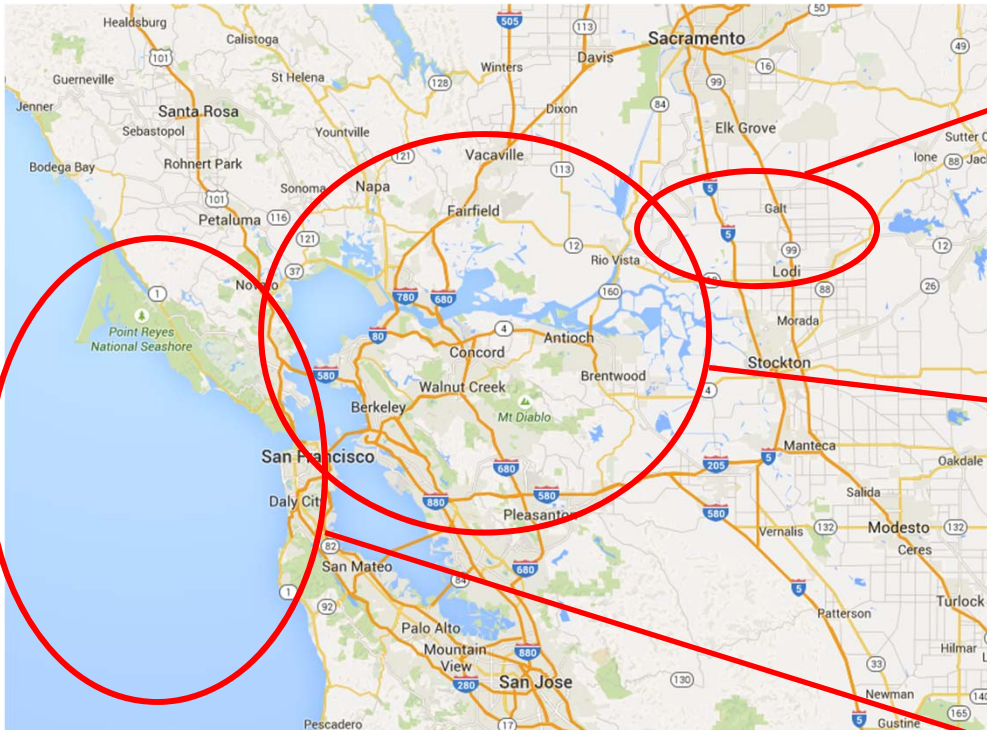 505
113
50
Healdsburg
Calistoga
Sacramento
49
101
Davis
Winters
16
Guerneville
St Helena
128
99
Jenner
Santa Rosa
Dixon
84
Sebastopol
Yountville
Elk Grove
Sutter C
Bodega Bay
Rohnert Park
121
Vacaville
113
Ione
88
Jac
Sonoma
Napa
5
101
Petaluma
116
Fairfield
Galt
121
12
5
12
37
Rio Vista
99
Lodi
Novato
26
1
780
680
160
88
Point Reyes
National Seashore
80
4
Antioch
Morada
Concord
580
Walnut Creek
Brentwood
Stockton
4
Berkeley
Mt Diablo
San Francisco
Manteca
680
205
5
Oakdale
Daly City
880
580
Salida
Pleasanton
580
Vernalis
132
Modesto
132
82
Ceres
San Mateo
680
84
1
5
92
Patterson
Turlock
Palo Alto
Mountain
View
880
Hilmar
33
280
San Jose
130
Newman
140
165
Pescadero
17
5
Gustine